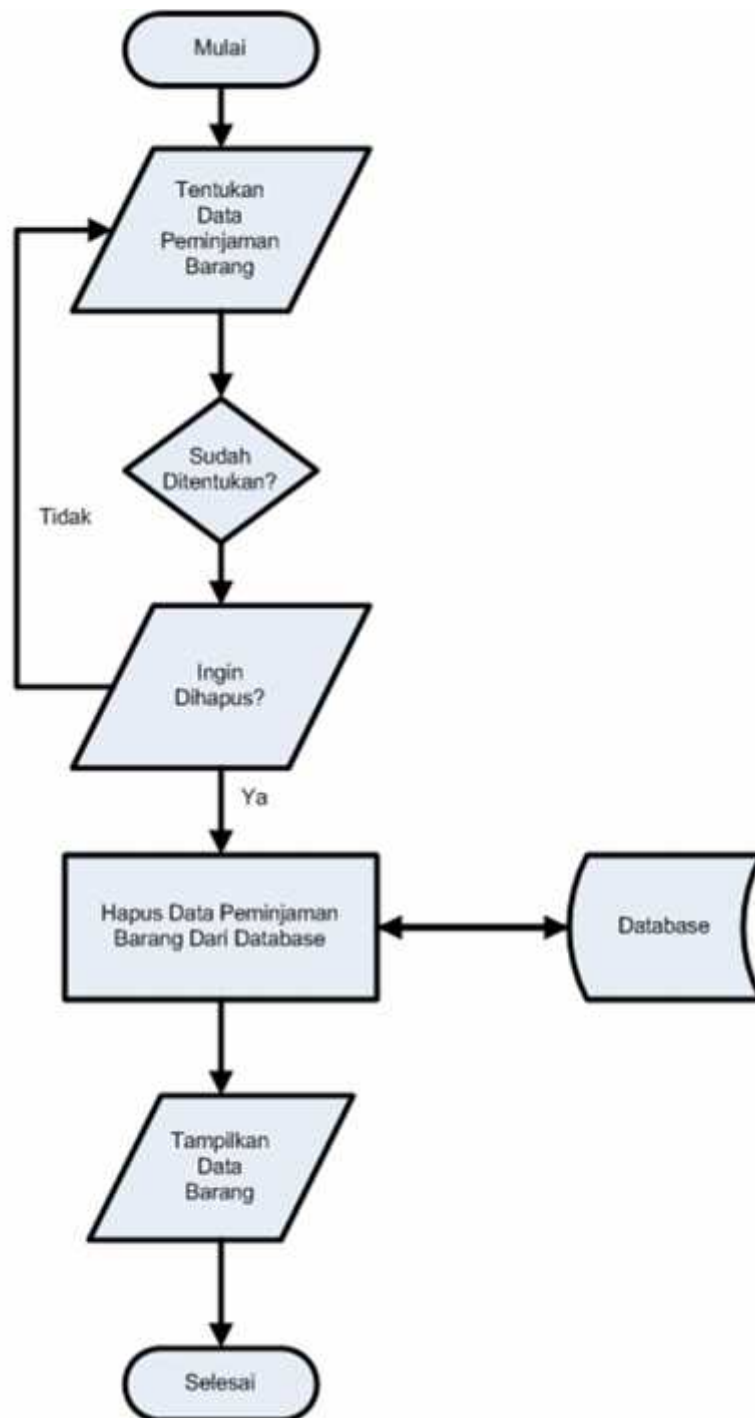 Mulai
Tentukan
Data
Peminjaman
Barang
Sudah
Ditentukan?
Tidak
Ingin
Dihapus?
Ya
Hapus Data Peminjaman
Barang Dari Database
Database
Tampilkan
Data
Barang
Selesai